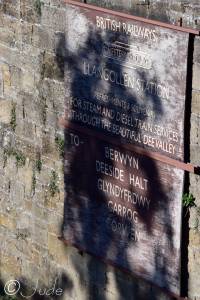 BRITISH RAILWAYS
LLANGOLLEN STATION
FOR STEAM AND DIESEL TRAIN SERVICES
THROUGH THE BEAUTIFUL DEE VALLEY
TO-
BERWYN
DEESIDE HALT
GLYNDYFRDWY
CARROG
CORWEN
© Jude